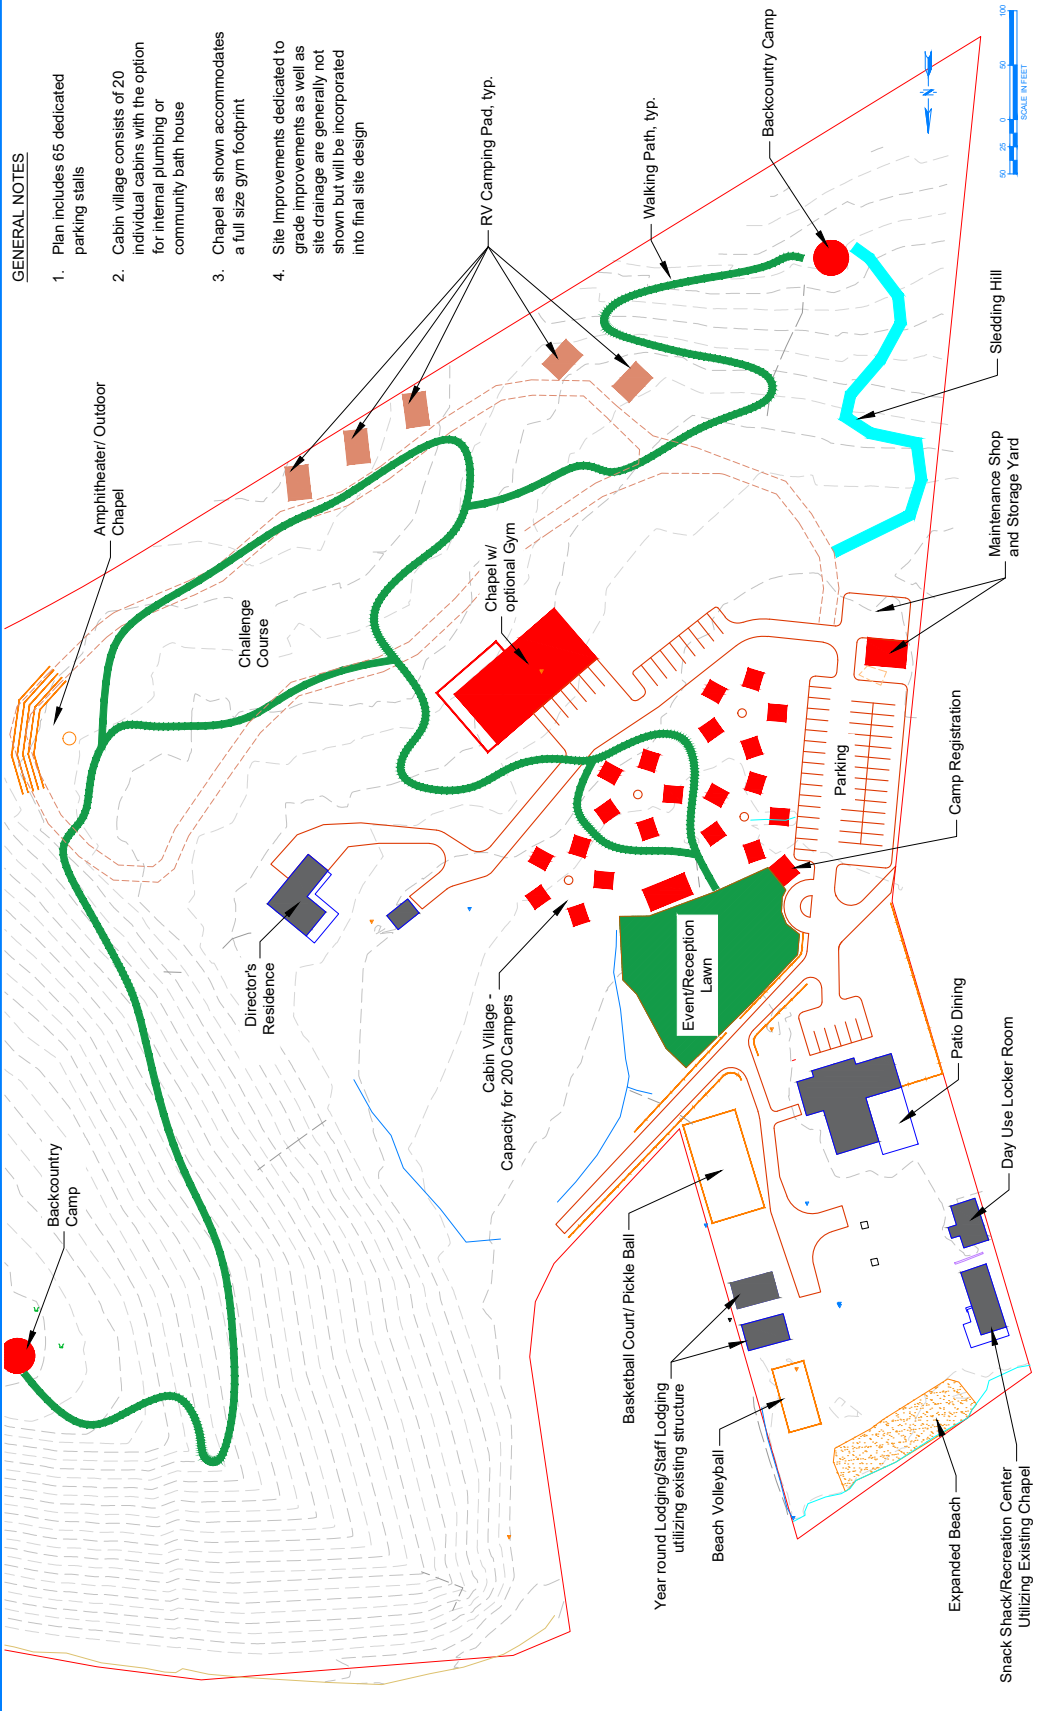 GENERAL NOTES
1. Plan includes 65 dedicated
parking stalls
2. Cabin village consists of 20
individual cabins with the option
for internal plumbing or
community bath house
3. Chapel as shown accommodates
a full size gym footprint
4. Site Improvements dedicated to
grade improvements as well as
site drainage are generally not
shown but will be incorporated
into final site design
Backcountry
Camp
Director's
Residence
Amphitheater/ Outdoor
Chapel
Challenge
Course
RV Camping Pad, typ.
Cabin Village -
Capacity for 200 Campers
Chapel w/
optional Gym
Walking Path, typ.
Basketball Court/ Pickle Ball
Year round Lodging/Staff Lodging
utilizing existing structure
Event/Reception
Lawn
Beach Volleyball
Backcountry Camp
Parking
Expanded Beach
Patio Dining
Camp Registration
Sledding Hill
Maintenance Shop
and Storage Yard
Snack Shack/Recreation Center
Utilizing Existing Chapel
Day Use Locker Room
N
50 25 0 50 100
SCALE IN FEET